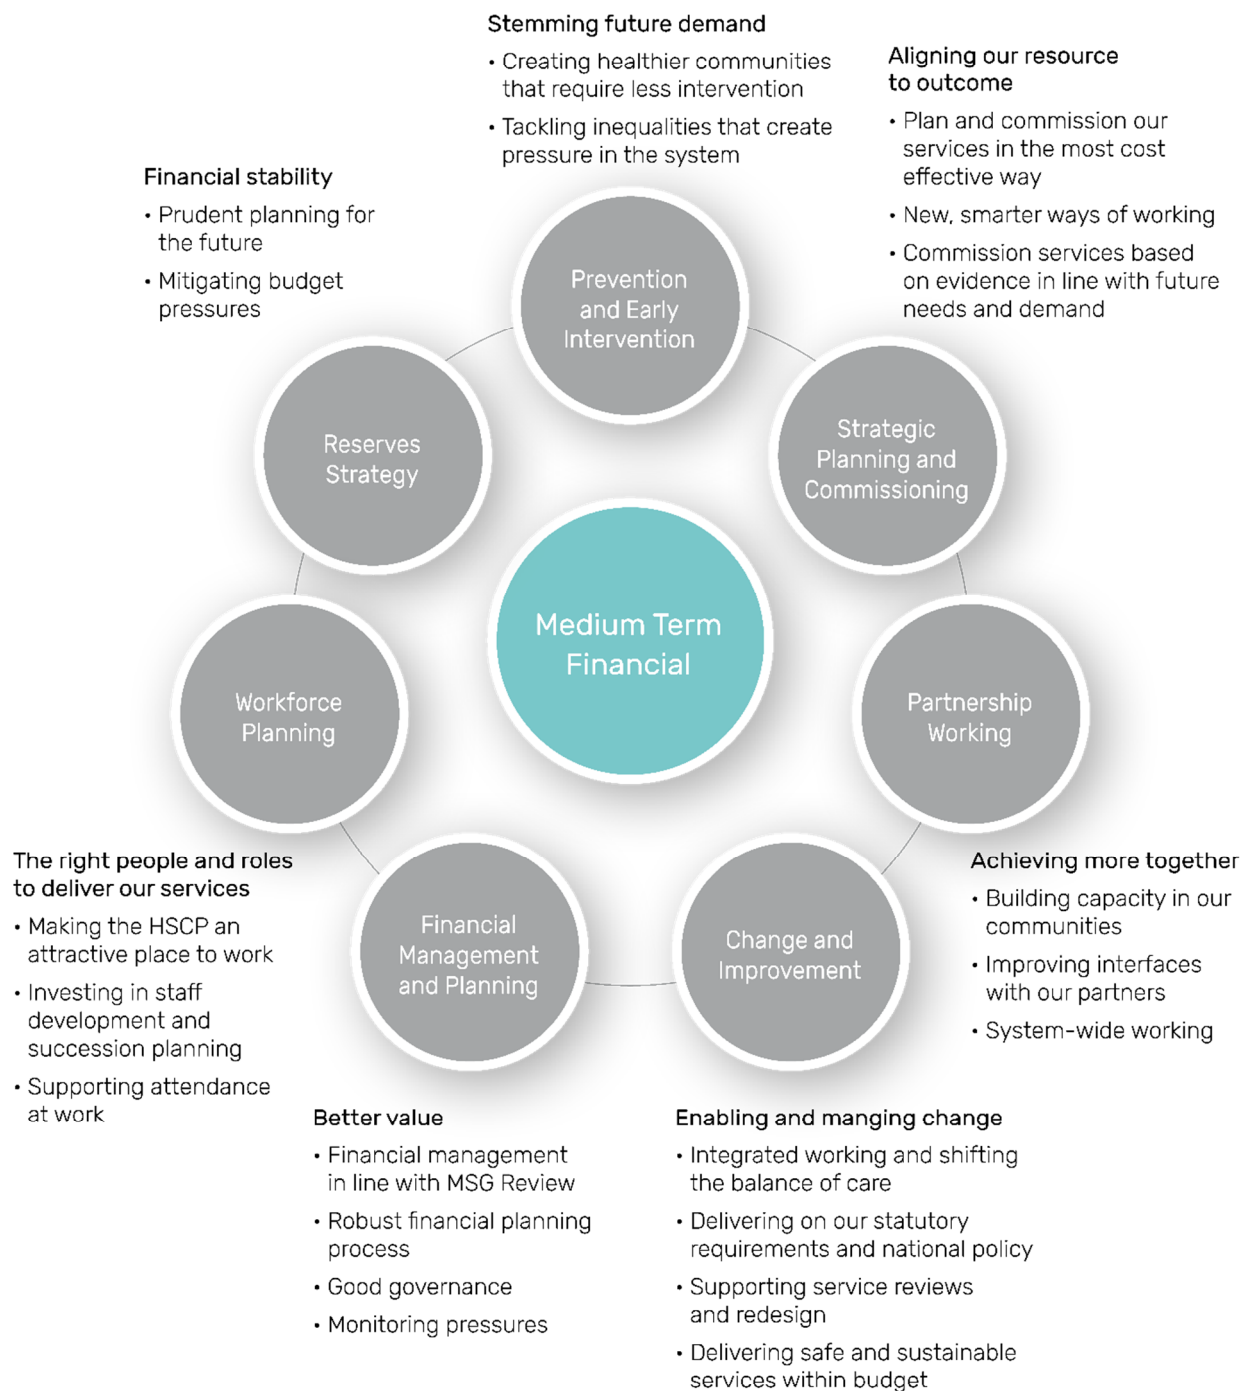 Stemming future demand
• Creating healthier communities
that require less intervention
• Tackling inequalities that create
pressure in the system
Aligning our resource
to outcome
• Plan and commission our
services in the most cost
effective way
• New, smarter ways of working
• Commission services based
on evidence in line with future
needs and demand
Financial stability
• Prudent planning for
the future
• Mitigating budget
pressures
Prevention
and Early
Intervention
Strategic
Planning and
Commissioning
Reserves
Strategy
Medium Term
Financial
Workforce
Planning
Partnership
Working
The right people and roles
to deliver our services
• Making the HSCP an
attractive place to work
• Investing in staff
development and
succession planning
• Supporting attendance
at work
Financial
Management
and Planning
Change and
Improvement
Achieving more together
• Building capacity in our
communities
• Improving interfaces
with our partners
• System-wide working
Better value
• Financial management
in line with MSG Review
• Robust financial planning
process
• Good governance
• Monitoring pressures
Enabling and manging change
• Integrated working and shifting
the balance of care
• Delivering on our statutory
requirements and national policy
• Supporting service reviews
and redesign
• Delivering safe and sustainable
services within budget